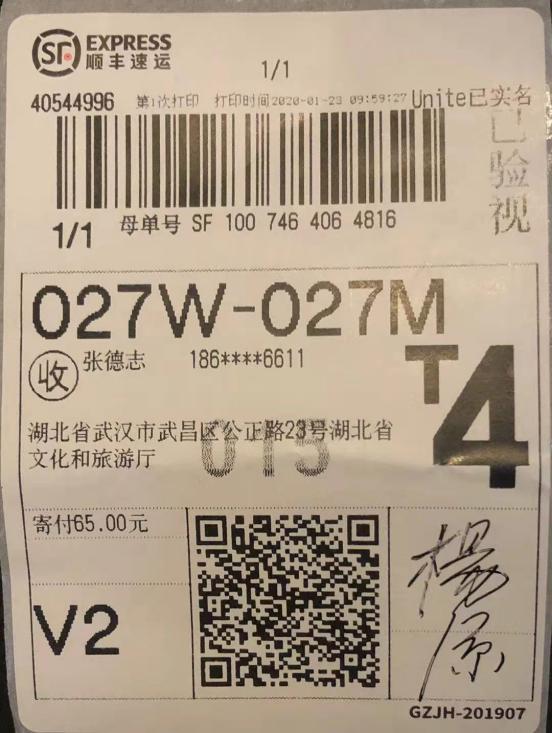 SF EXPRESS
顺丰速运
1/1
40544996 第1次打印 打印时间2020-01-23 09:59:27 Unite已实名
已验视
1/1 母单号 SF 100 746 406 4816
027W-027M
收 张德志 186****6611
T4
湖北省武汉市武昌区公正路23号湖北省
文化和旅游厅
015
寄付65.00元
V2
杨原
GZJH-201907